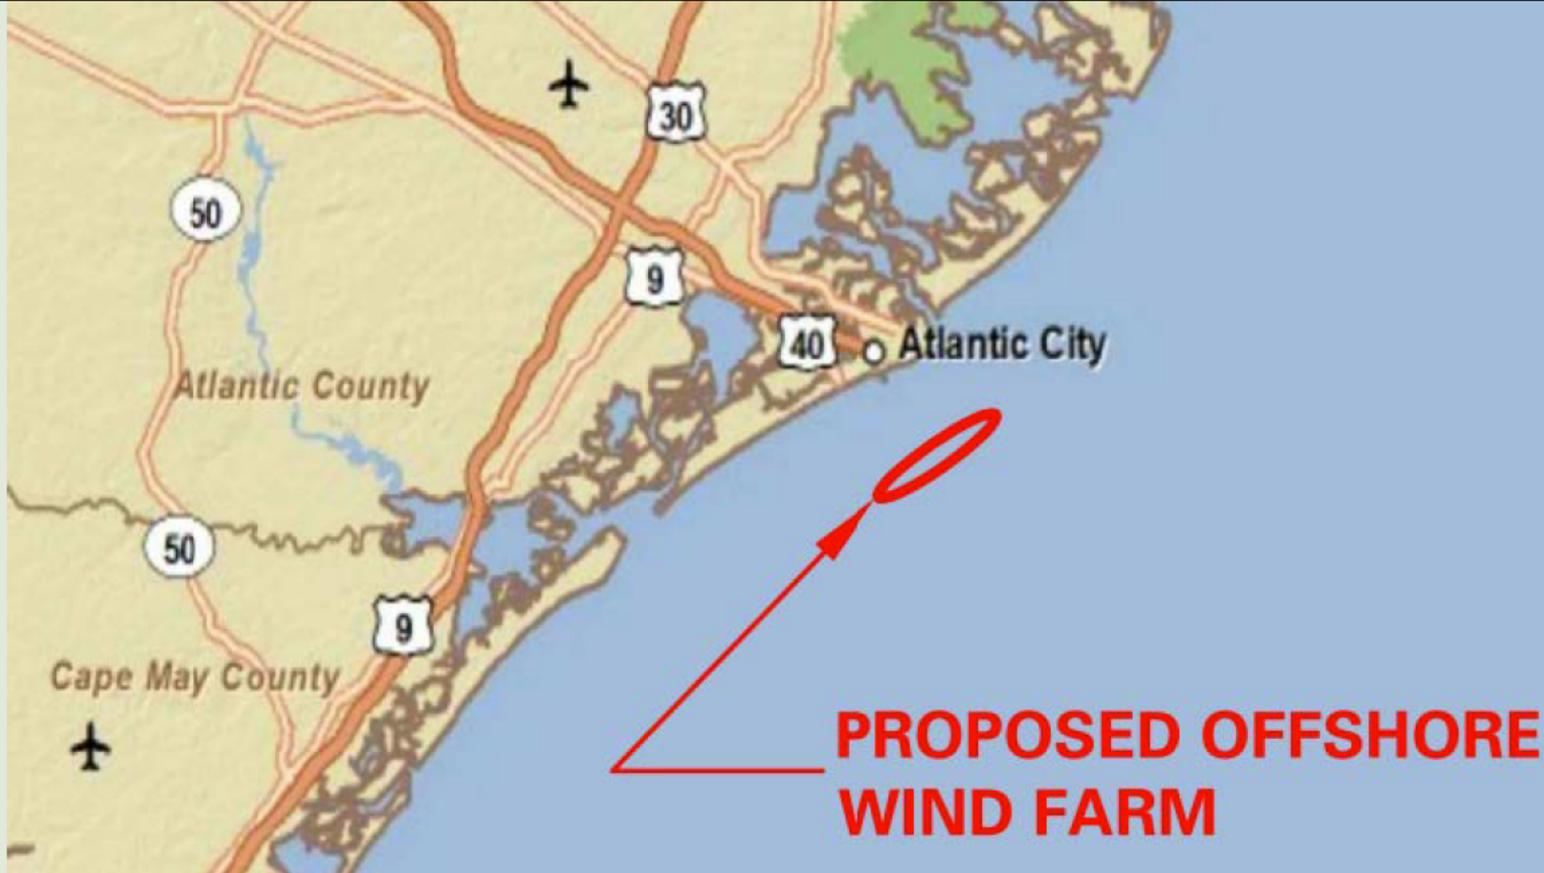 30
50
9
40
Atlantic City
Atlantic County
50
9
Cape May County
PROPOSED OFFSHORE
WIND FARM